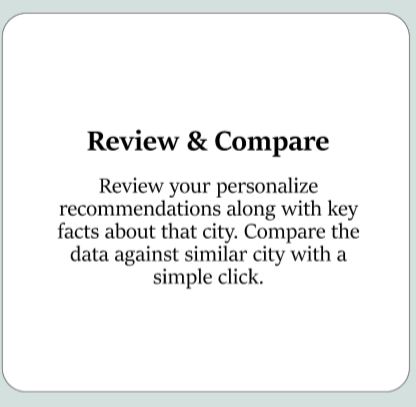 Review & Compare
Review your personalize
recommendations along with key
facts about that city. Compare the
data against similar city with a
simple click.